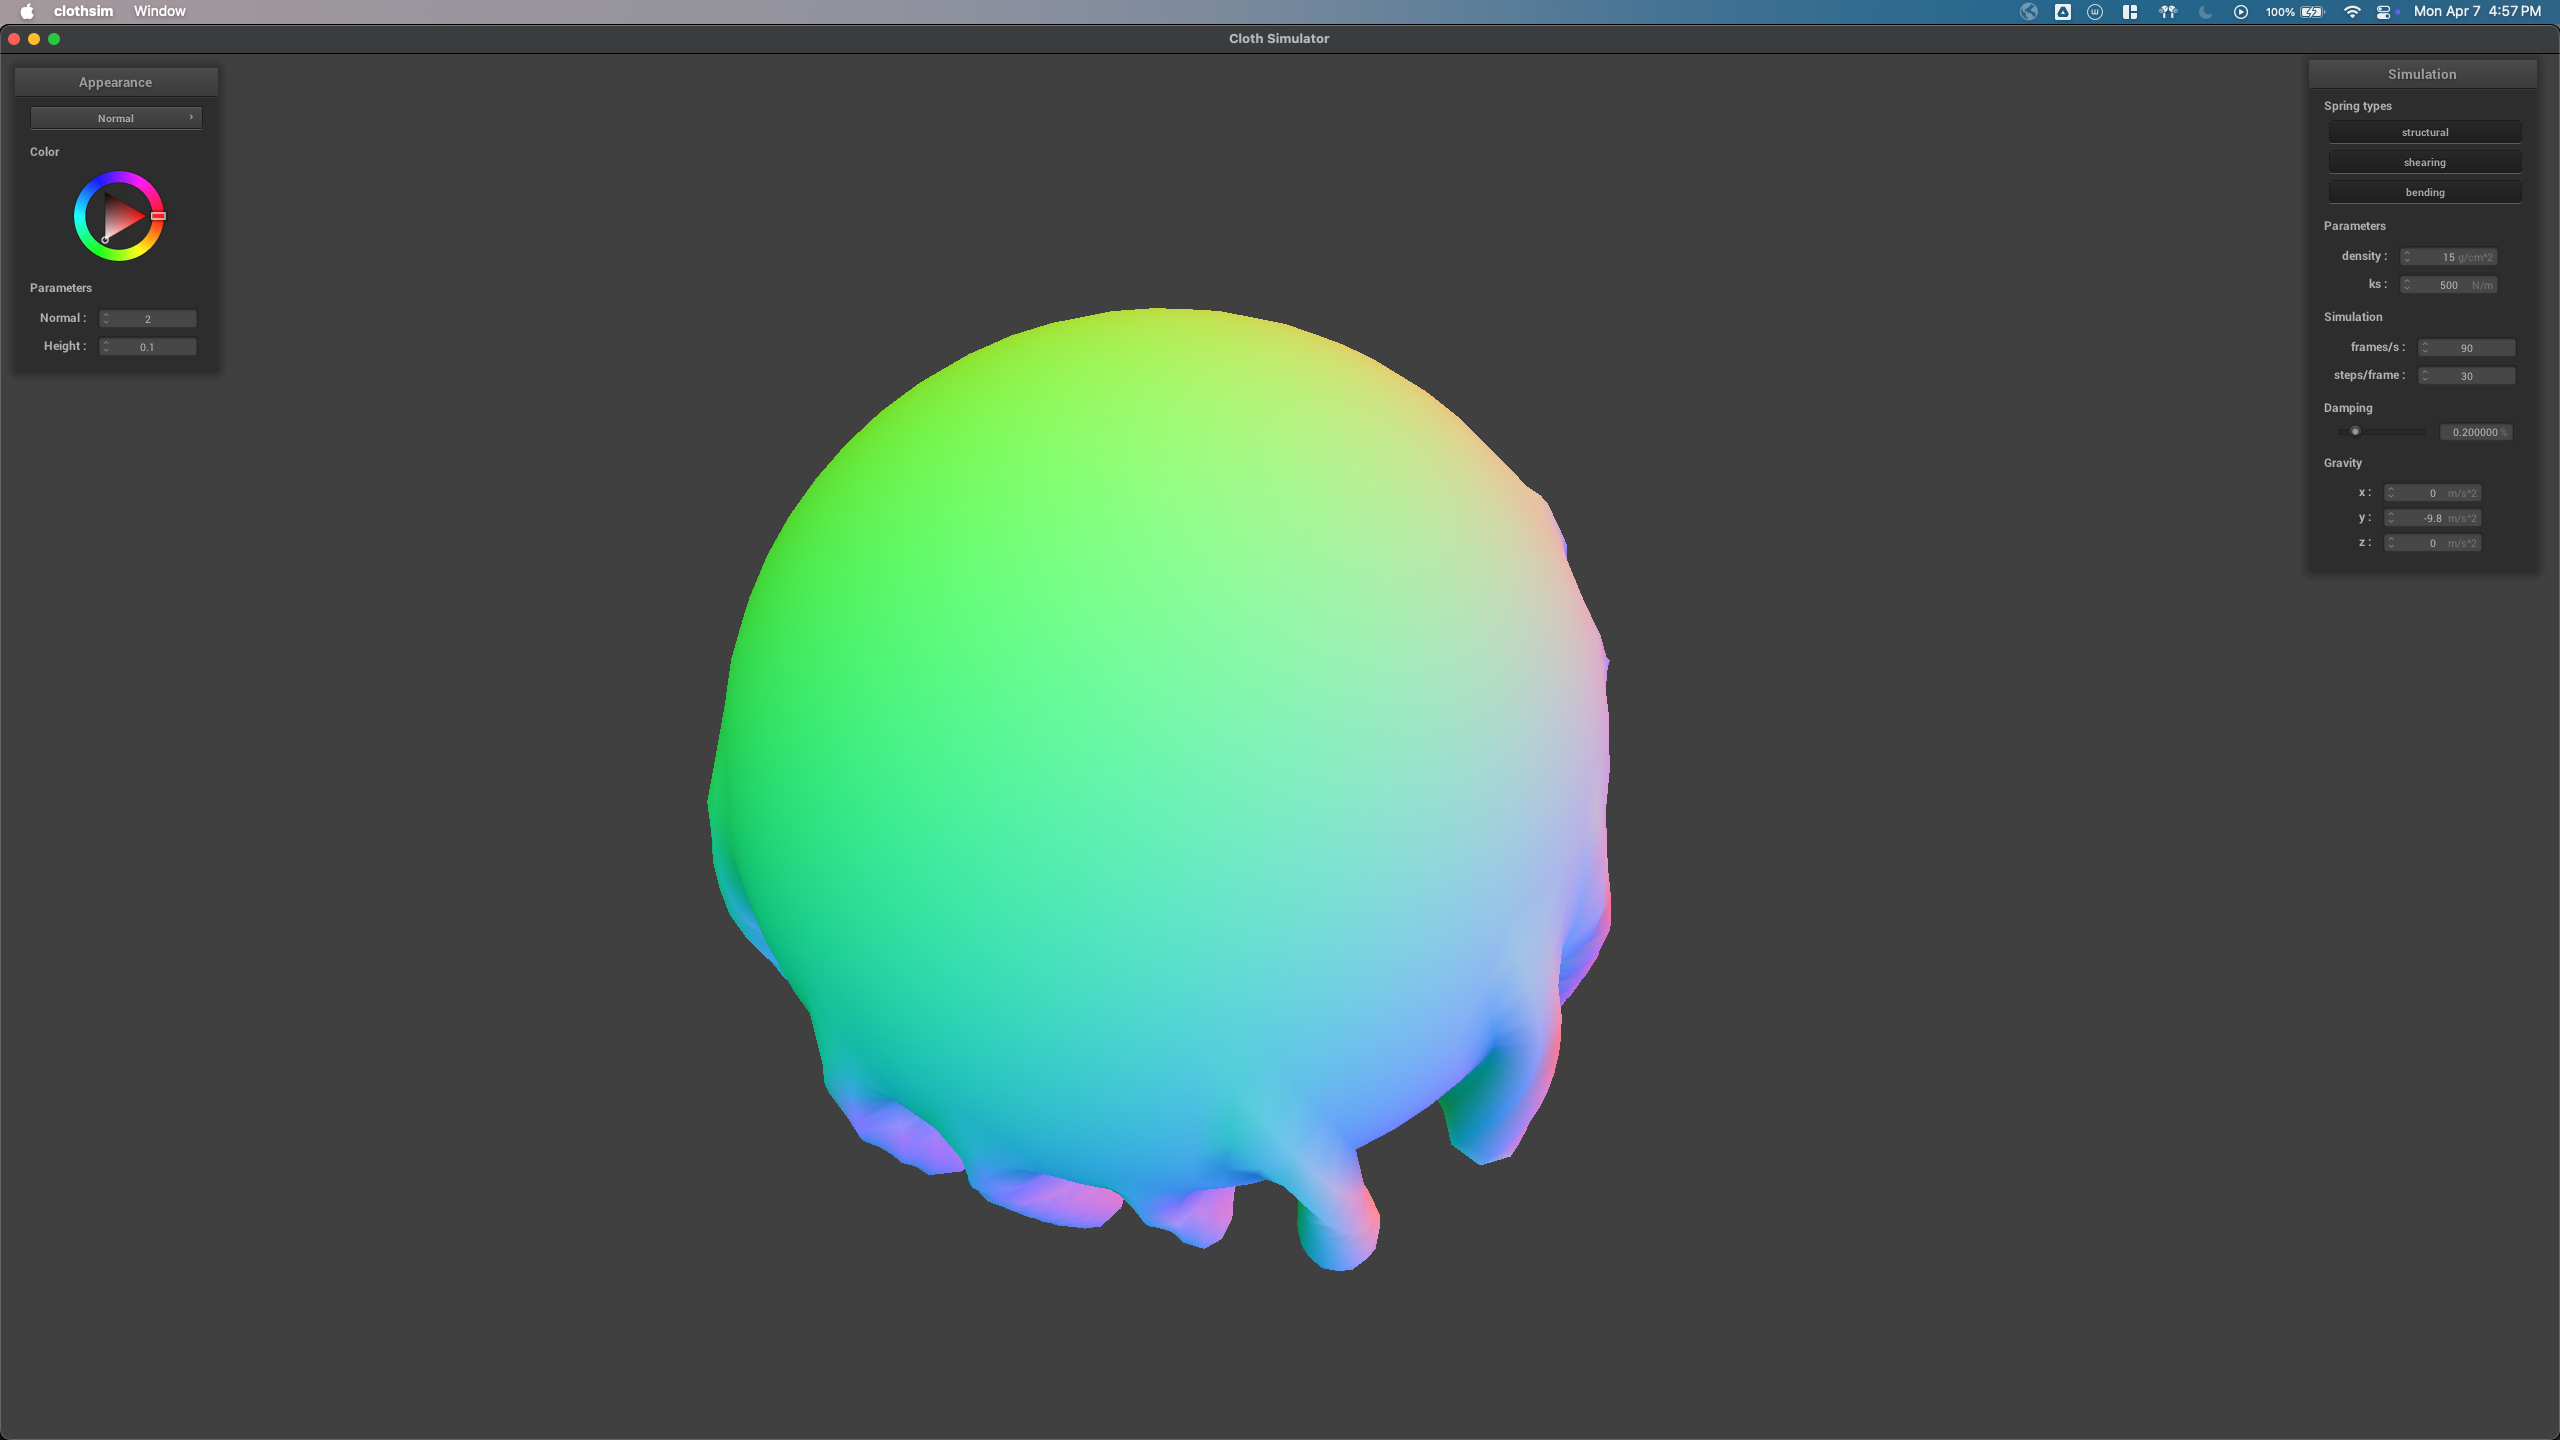 clothsim Window 100% Mon Apr 7 4:57 PM
Cloth Simulator
Appearance
Normal
Color
Parameters
Normal : 2
Height : 0.1
Simulation
Spring types
structural
shearing
bending
Parameters
density : 15 g/cm^2
ks : 500 N/m
Simulation
frames/s : 90
steps/frame : 30
Damping
0.200000 %
Gravity
x : 0 m/s^2
y : -9.8 m/s^2
z : 0 m/s^2